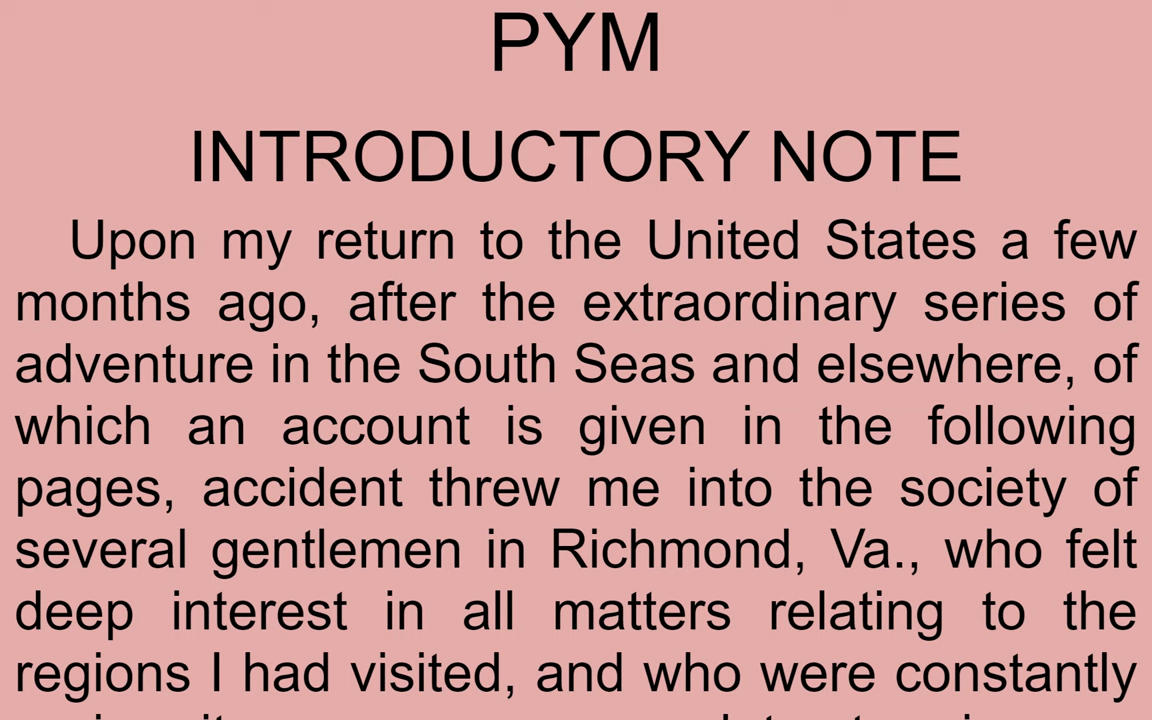 PYM
INTRODUCTORY NOTE
Upon my return to the United States a few
months ago, after the extraordinary series of
adventure in the South Seas and elsewhere, of
which an account is given in the following
pages, accident threw me into the society of
several gentlemen in Richmond, Va., who felt
deep interest in all matters relating to the
regions I had visited, and who were constantly